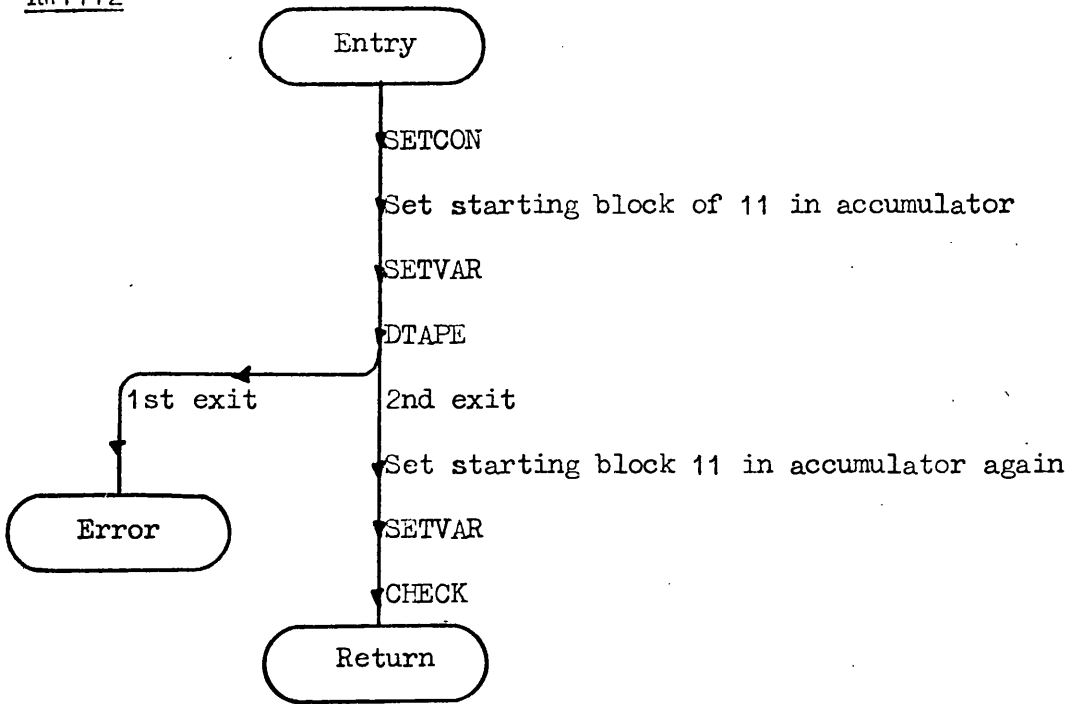 Entry
SETCON
Set starting block of 11 in accumulator
SETVAR
DTAPE
1st exit
2nd exit
Set starting block 11 in accumulator again
Error
SETVAR
CHECK
Return